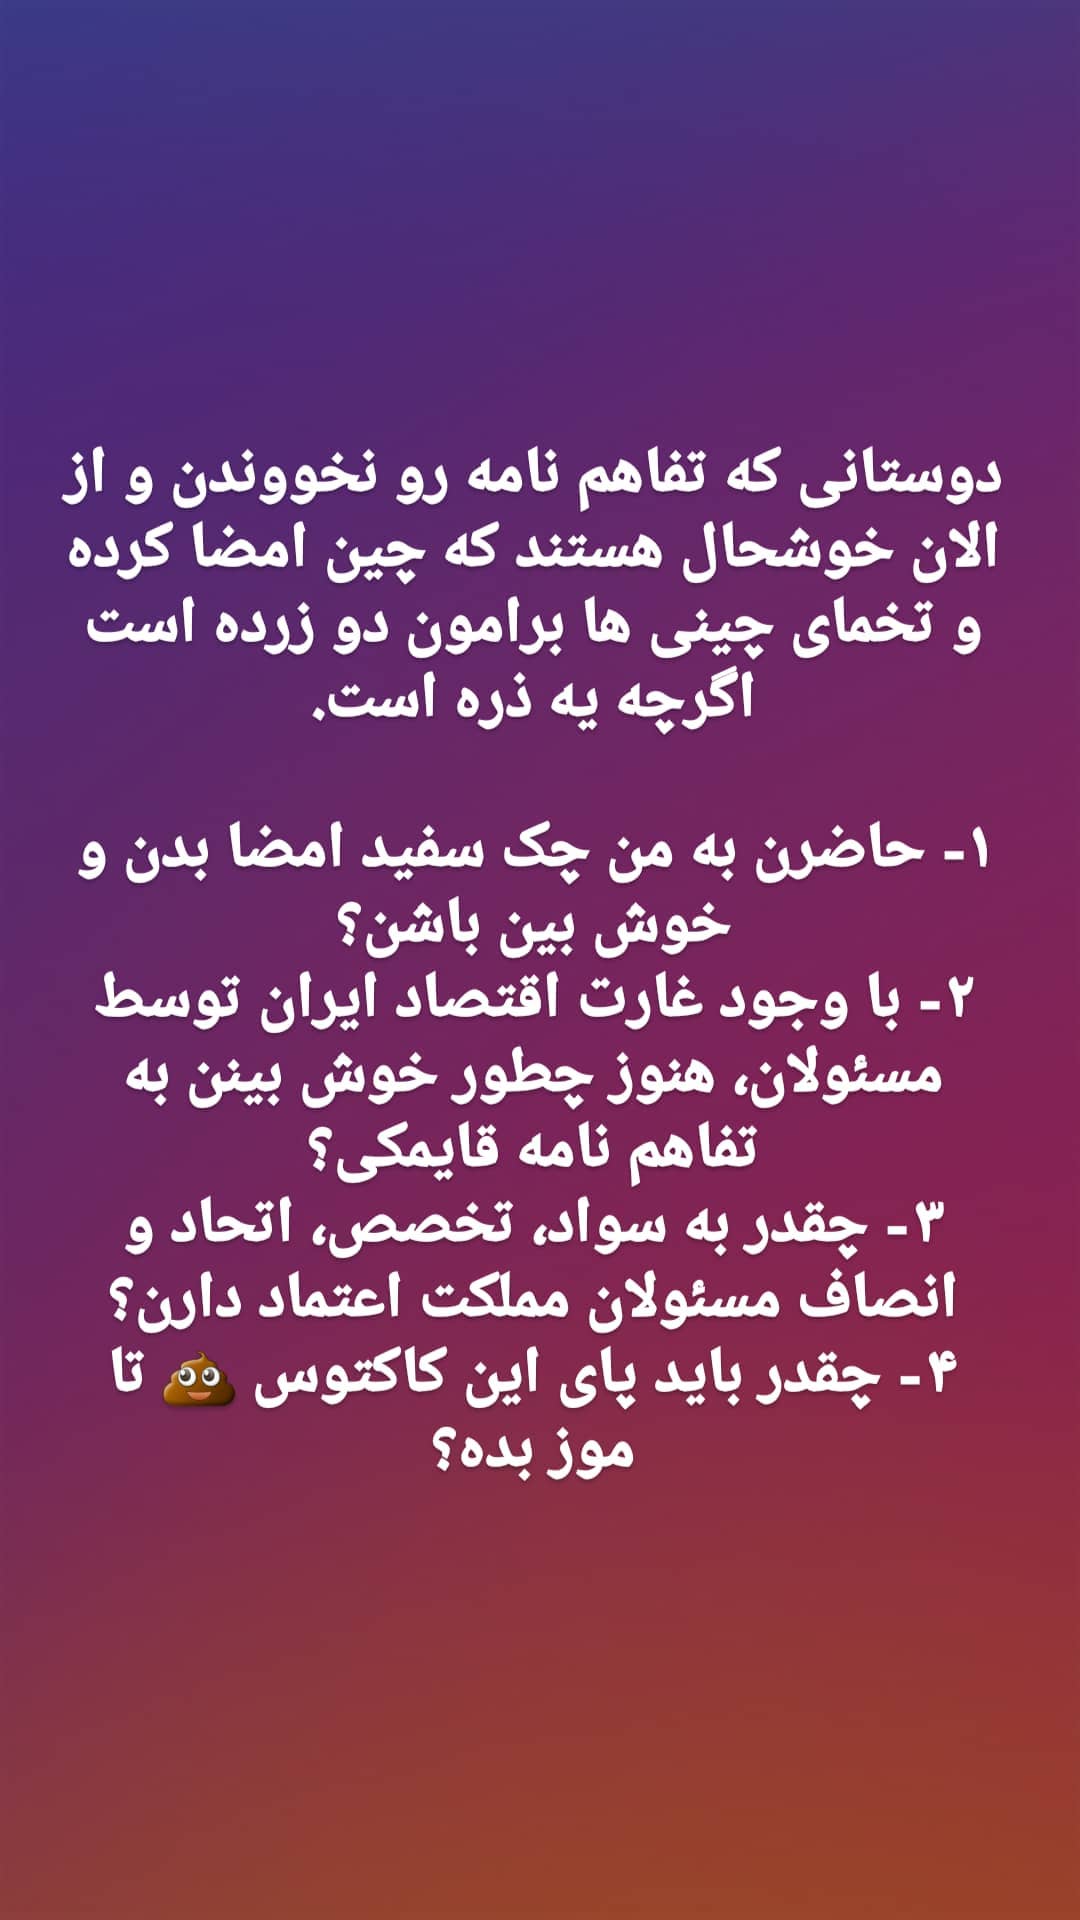 دوستانی که تفاهم نامه رو نخووندن و از
الان خوشحال هستند که چین امضا کرده
و تخمای چینی ها برامون دو زرده است
اگرچه یه ذره است.
۱- حاضرن به من چک سفید امضا بدن و
خوش بین باشن؟
۲- با وجود غارت اقتصاد ایران توسط
مسئولان، هنوز چطور خوش بینن به
تفاهم نامه قایمکی؟
۳- چقدر به سواد، تخصص، اتحاد و
انصاف مسئولان مملکت اعتماد دارن؟
۴- چقدر باید پای این کاکتوس 💩 تا
موز بده؟